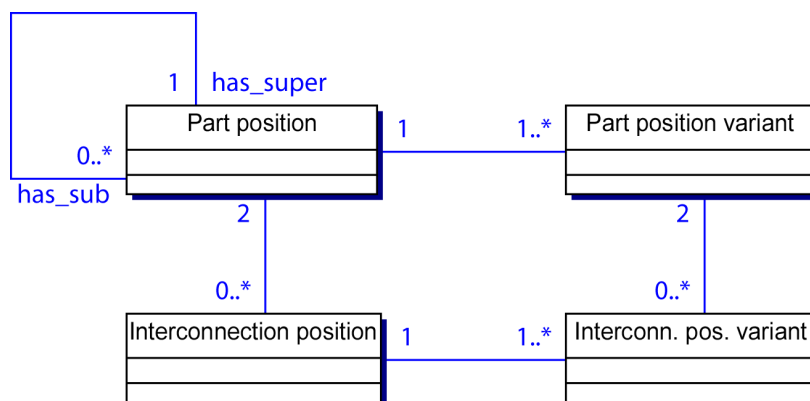 1 has_super
Part position
1
1..*
Part position variant
0..*
has_sub
2
2
0..*
0..*
Interconnection position
1
1..*
Interconn. pos. variant